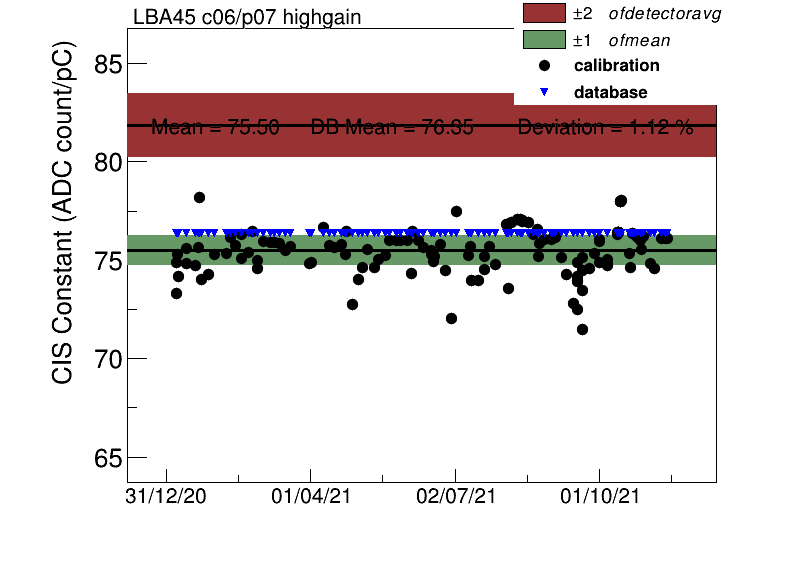 LBA45 c06/p07 highgain
±2 ofdetectoravg
±1 ofmean
calibration
database
CIS Constant (ADC count/pC)
85
80
75
70
65
Mean = 75.50 DB Mean = 76.35 Deviation = 1.12 %
31/12/20 01/04/21 02/07/21 01/10/21